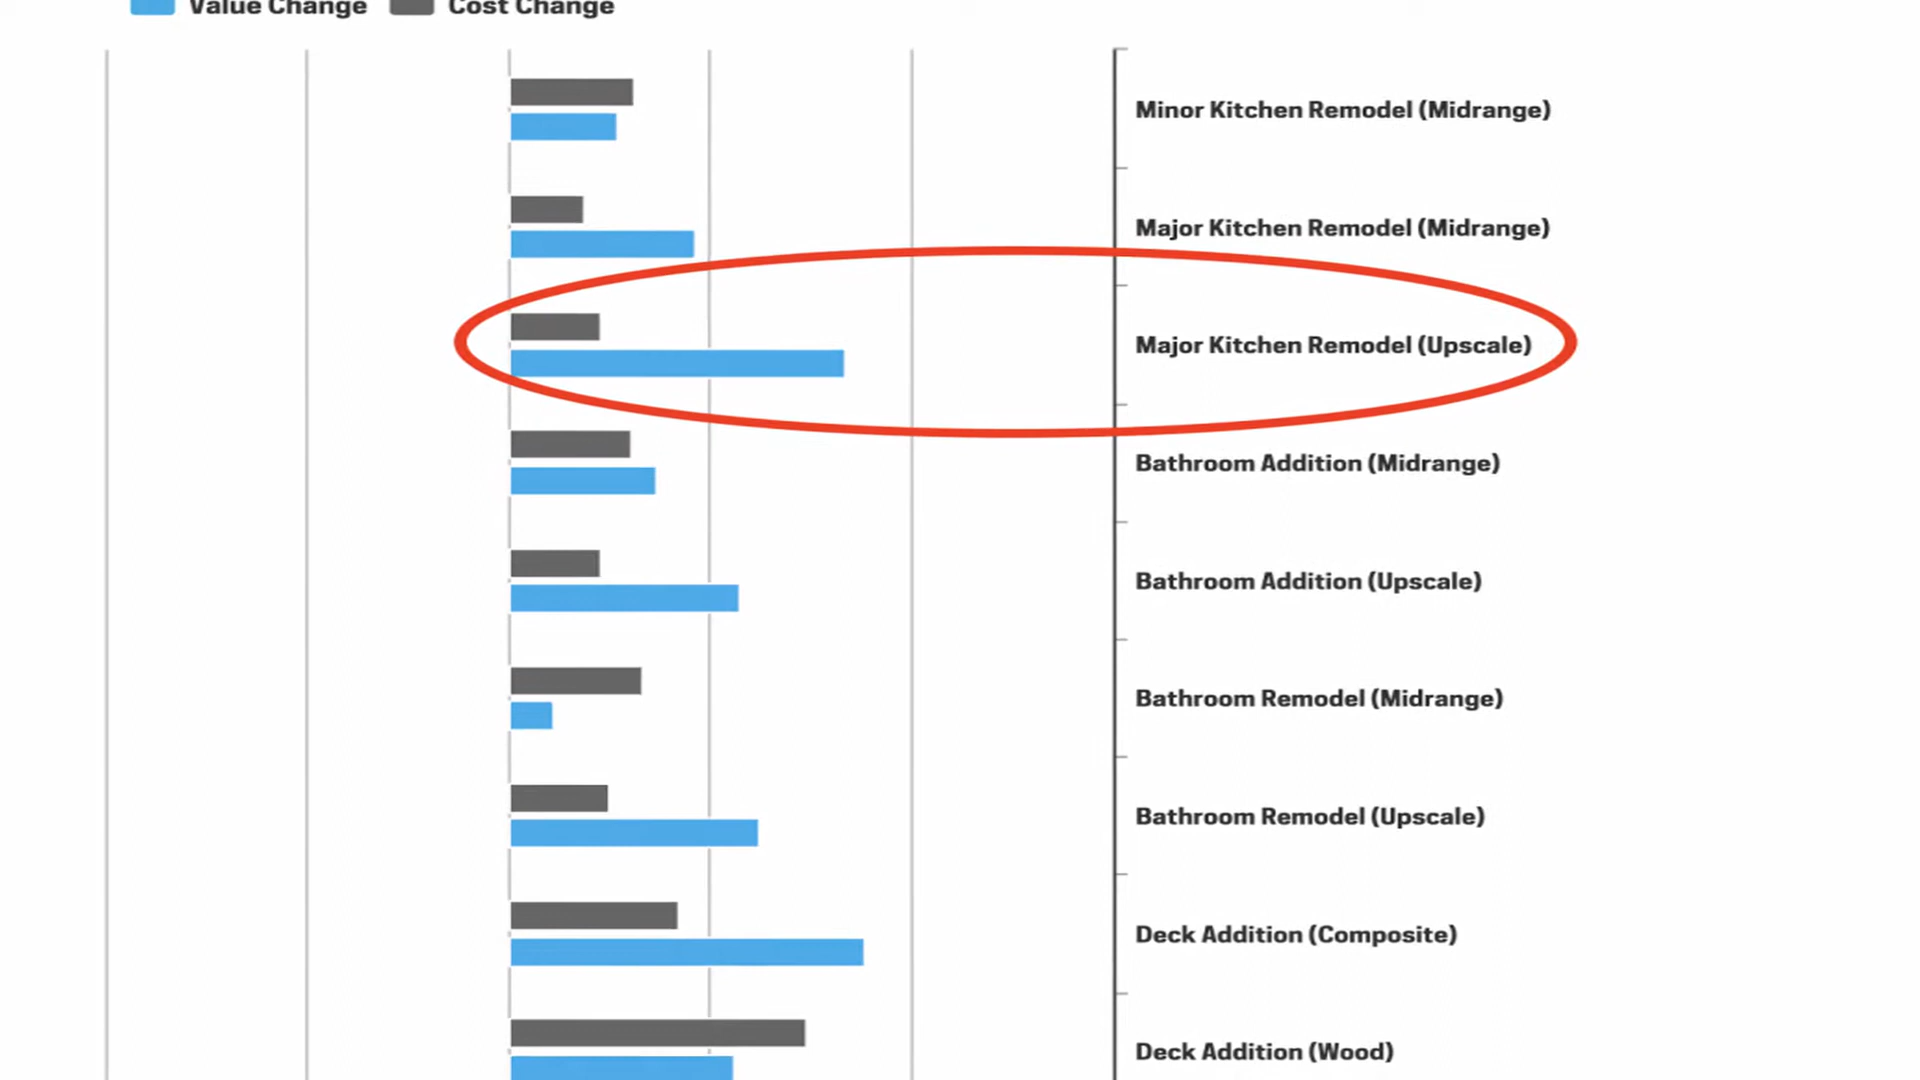 Value Change Cost Change
Minor Kitchen Remodel (Midrange)
Major Kitchen Remodel (Midrange)
Major Kitchen Remodel (Upscale)
Bathroom Addition (Midrange)
Bathroom Addition (Upscale)
Bathroom Remodel (Midrange)
Bathroom Remodel (Upscale)
Deck Addition (Composite)
Deck Addition (Wood)